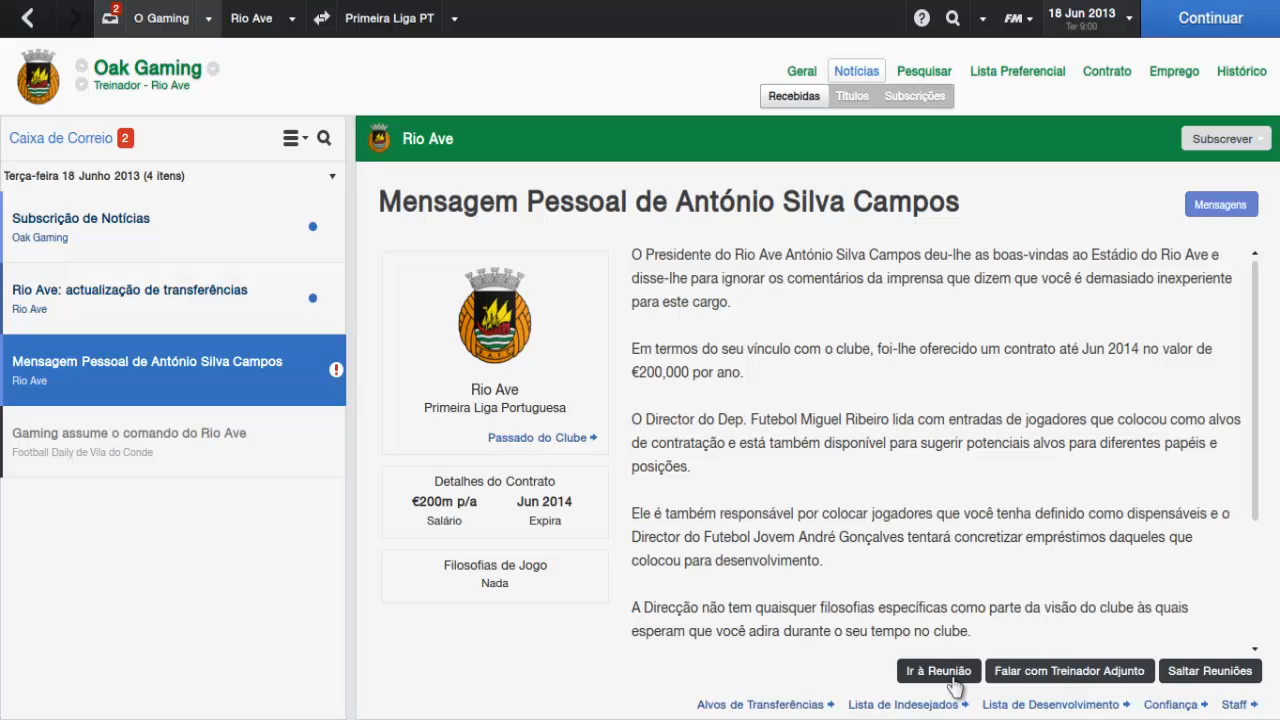 2
O Gaming
Rio Ave
Primeira Liga PT
FM
18 Jun 2013
Ter 9:00
Continuar
Oak Gaming
Treinador - Rio Ave
Geral
Notícias
Pesquisar
Lista Preferencial
Contrato
Emprego
Histórico
Recebidas
Títulos
Subscrições
Caixa de Correio 2
Terça-feira 18 Junho 2013 (4 itens)
Subscrição de Notícias
Oak Gaming
Rio Ave: actualização de transferências
Rio Ave
Mensagem Pessoal de António Silva Campos
Rio Ave
Gaming assume o comando do Rio Ave
Football Daily de Vila do Conde
Rio Ave
Subscrever
Mensagem Pessoal de António Silva Campos
Mensagens
Rio Ave
Primeira Liga Portuguesa
Passado do Clube
Detalhes do Contrato
€200m p/a
Jun 2014
Salário
Expira
Filosofias de Jogo
Nada
O Presidente do Rio Ave António Silva Campos deu-lhe as boas-vindas ao Estádio do Rio Ave e
disse-lhe para ignorar os comentários da imprensa que dizem que você é demasiado inexperiente
para este cargo.
Em termos do seu vínculo com o clube, foi-lhe oferecido um contrato até Jun 2014 no valor de
€200,000 por ano.
O Director do Dep. Futebol Miguel Ribeiro lida com entradas de jogadores que colocou como alvos
de contratação e está também disponível para sugerir potenciais alvos para diferentes papéis e
posições.
Ele é também responsável por colocar jogadores que você tenha definido como dispensáveis e o
Director do Futebol Jovem André Gonçalves tentará concretizar empréstimos daqueles que
colocou para desenvolvimento.
A Direcção não tem quaisquer filosofias específicas como parte da visão do clube às quais
esperam que você adira durante o seu tempo no clube.
Ir à Reunião
Falar com Treinador Adjunto
Saltar Reuniões
Alvos de Transferências
Lista de Indesejados
Lista de Desenvolvimento
Confiança
Staff